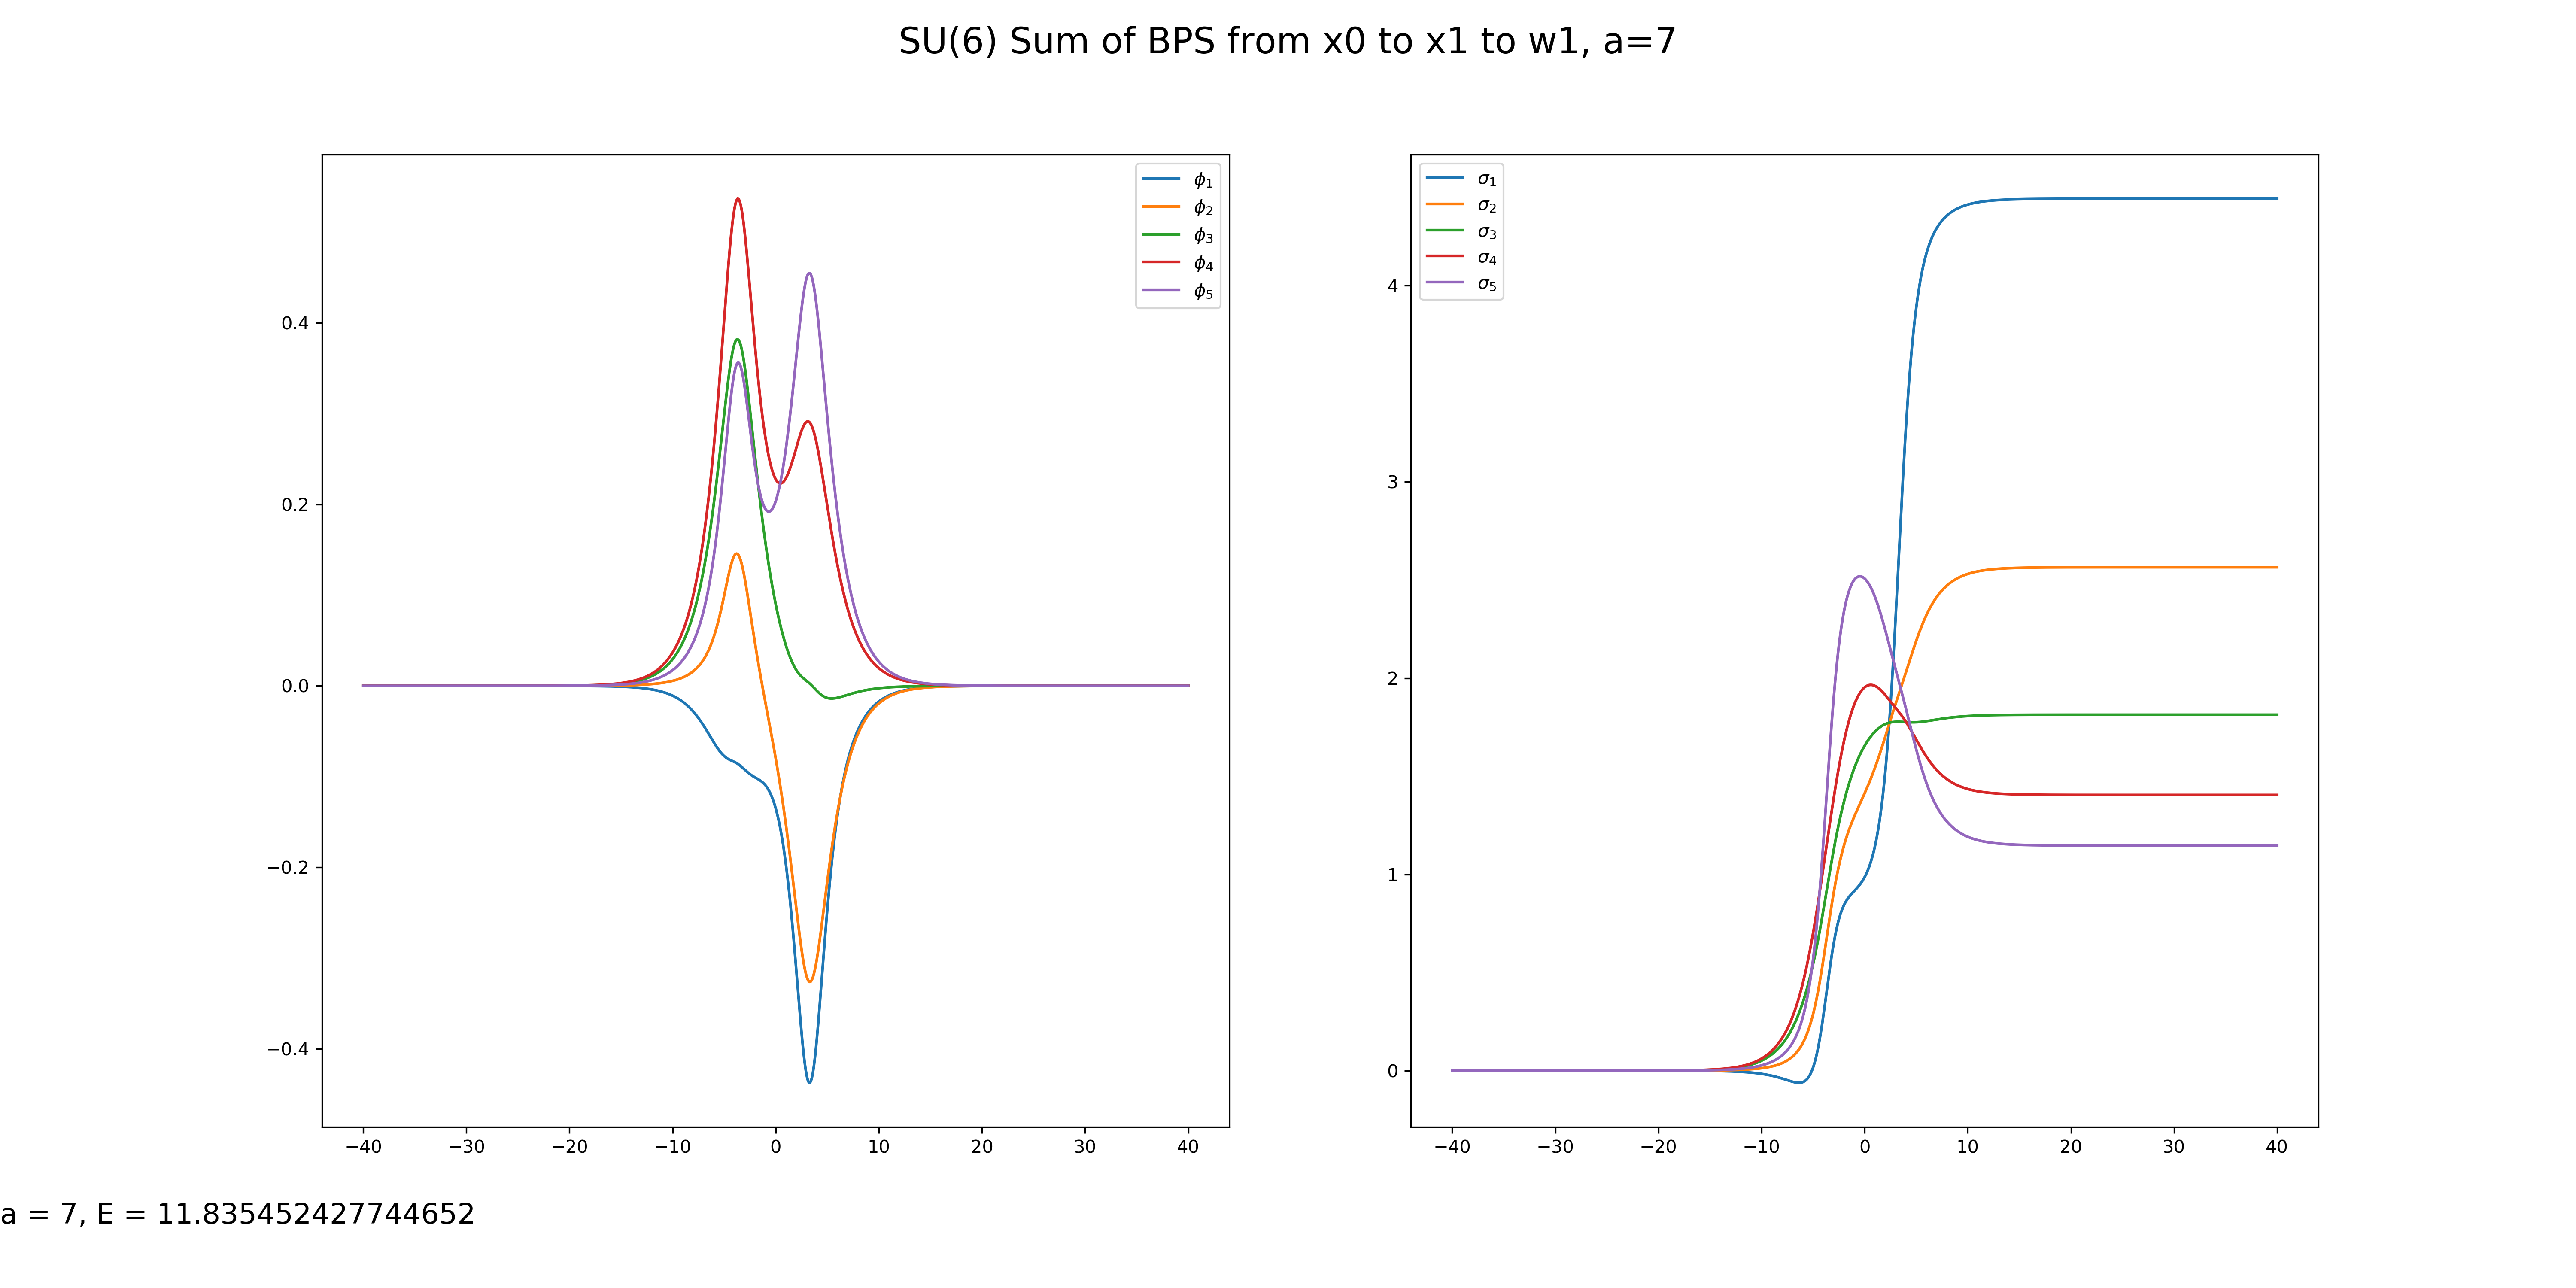 SU(6) Sum of BPS from x0 to x1 to w1, a=7
ϕ₁
ϕ₂
ϕ₃
ϕ₄
ϕ₅
0.4
0.2
0.0
−0.2
−0.4
−40 −30 −20 −10 0 10 20 30 40
σ₁
σ₂
σ₃
σ₄
σ₅
4
3
2
1
0
−40 −30 −20 −10 0 10 20 30 40
a = 7, E = 11.835452427744652